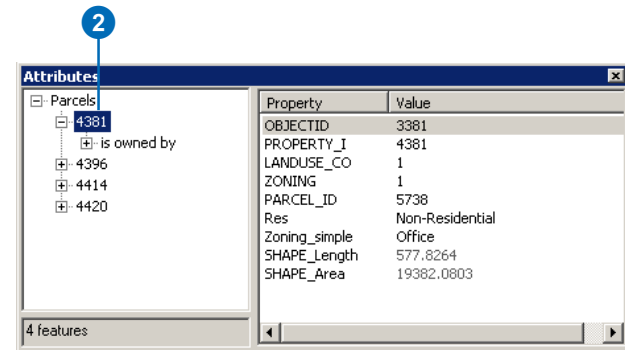 2
Attributes
Parcels
4381
is owned by
4396
4414
4420
4 features
Property Value
OBJECTID 3381
PROPERTY_I 4381
LANDUSE_CO 1
ZONING 1
PARCEL_ID 5738
Res Non-Residential
Zoning_simple Office
SHAPE_Length 577.8264
SHAPE_Area 19382.0803